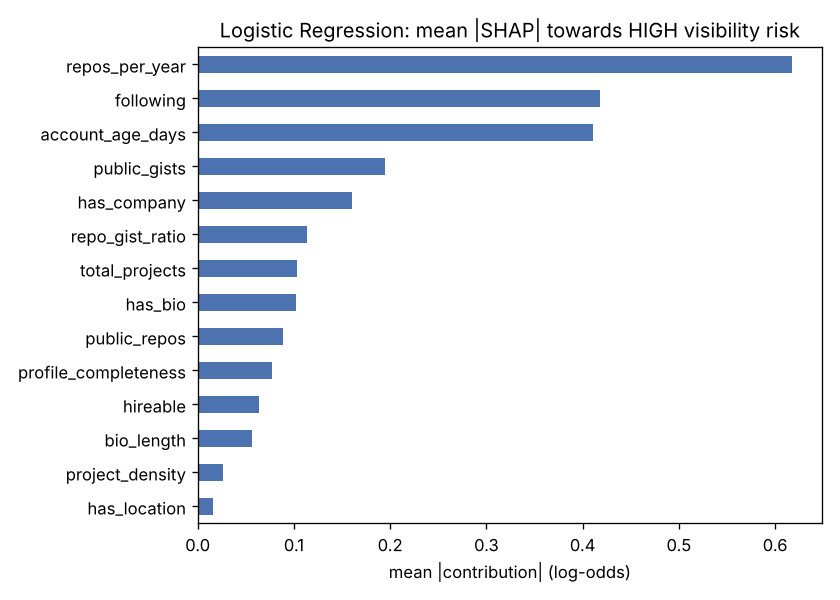 Logistic Regression: mean |SHAP| towards HIGH visibility risk
repos_per_year
following
account_age_days
public_gists
has_company
repo_gist_ratio
total_projects
has_bio
public_repos
profile_completeness
hireable
bio_length
project_density
has_location
0.0 0.1 0.2 0.3 0.4 0.5 0.6
mean |contribution| (log-odds)